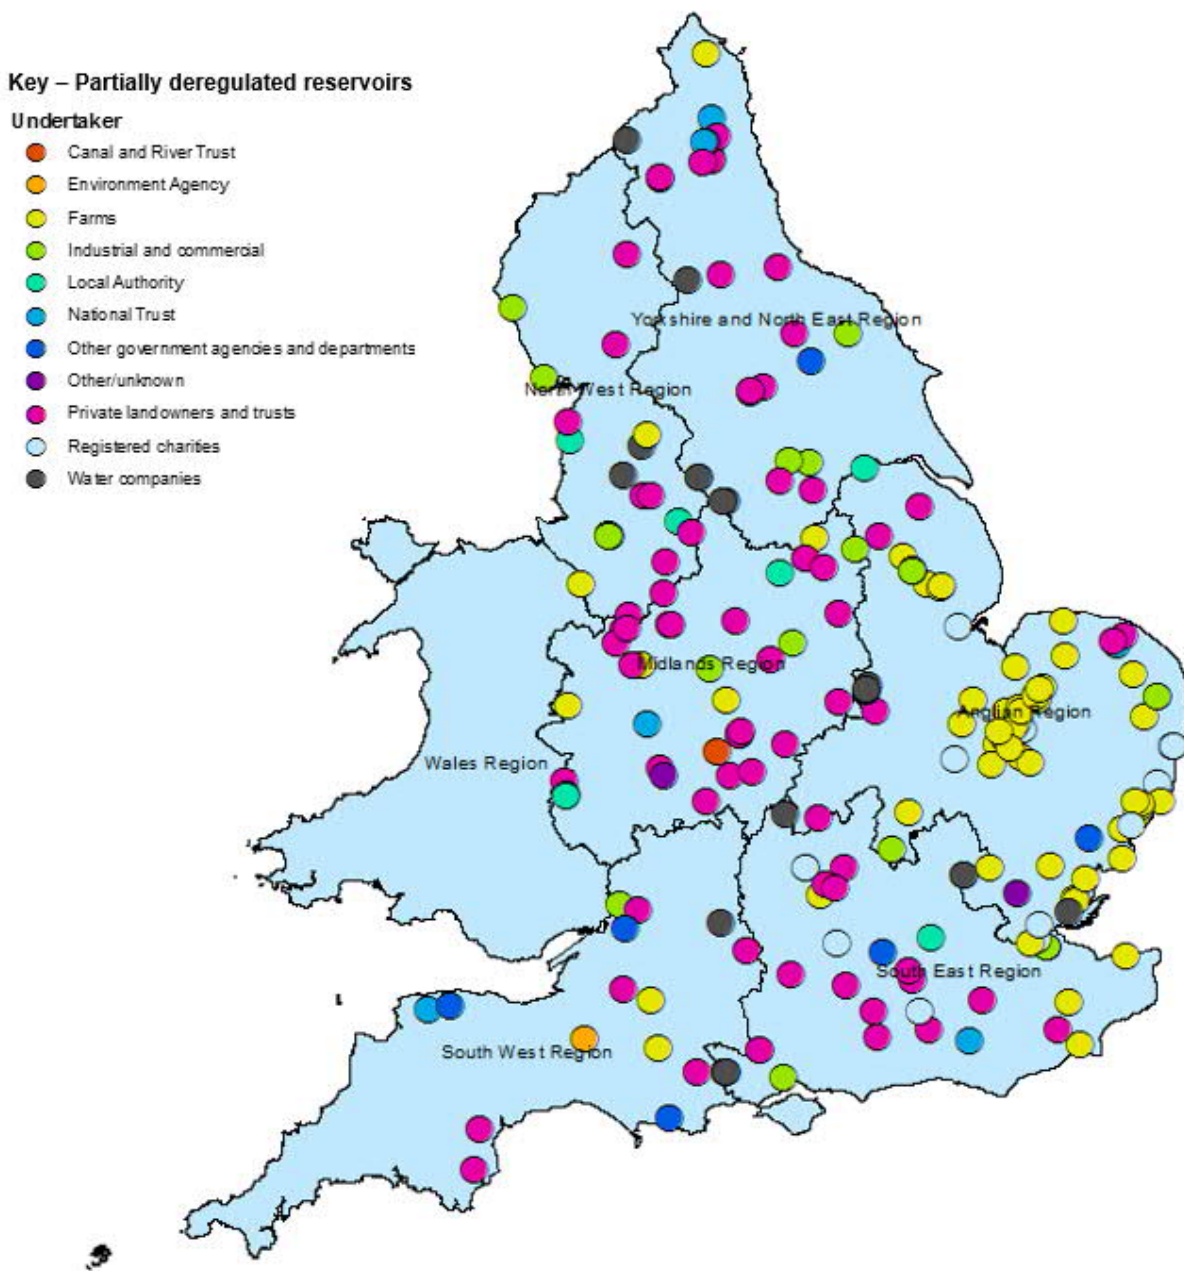 Key – Partially deregulated reservoirs
Undertaker
Canal and River Trust
Environment Agency
Farms
Industrial and commercial
Local Authority
National Trust
Other government agencies and departments
Other/unknown
Private landowners and trusts
Registered charities
Water companies
Yorkshire and North East Region
North West Region
Midlands Region
Anglian Region
Wales Region
South East Region
South West Region